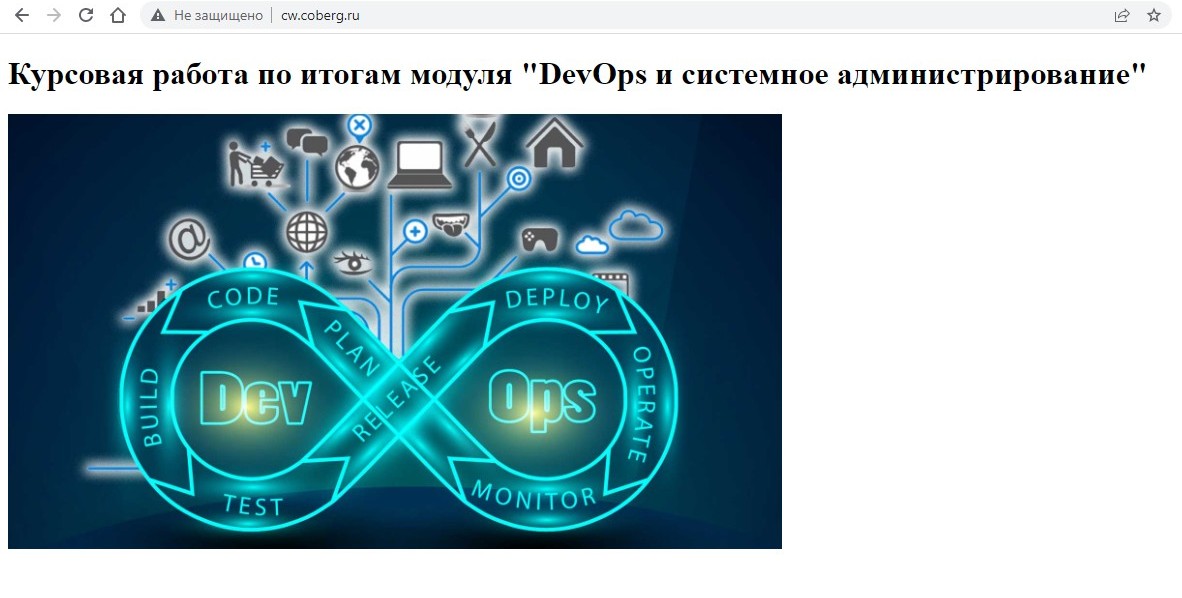 Не защищено
cw.coberg.ru
Курсовая работа по итогам модуля "DevOps и системное администрирование"
CODE
PLAN
BUILD
Dev
TEST
RELEASE
DEPLOY
OPERATE
Ops
MONITOR